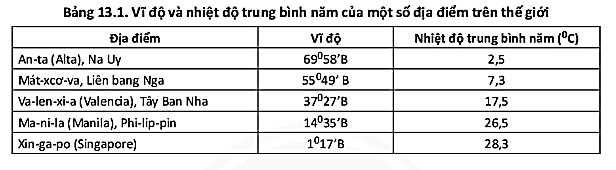 Bảng 13.1. Vĩ độ và nhiệt độ trung bình năm của một số địa điểm trên thế giới
Địa điểm Vĩ độ Nhiệt độ trung bình năm (⁰C)
An-ta (Alta), Na Uy 69⁰58’B 2,5
Mát-xcơ-va, Liên bang Nga 55⁰49’ B 7,3
Va-len-xi-a (Valencia), Tây Ban Nha 37⁰27’B 17,5
Ma-ni-la (Manila), Phi-líp-pin 14⁰35’B 26,5
Xin-ga-po (Singapore) 1⁰17’B 28,3